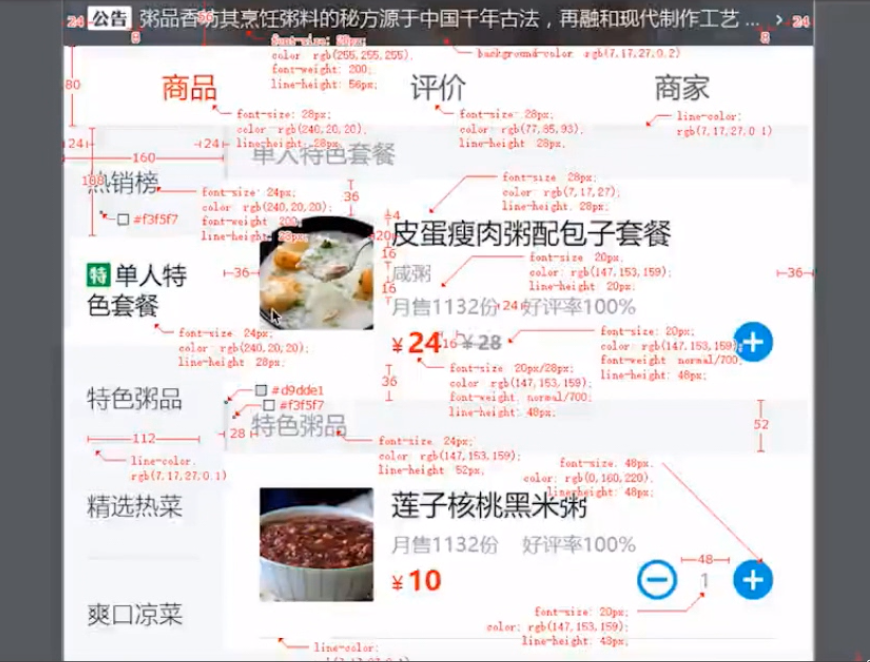 24 公告 粥品香坊其烹饪粥料的秘方源于中国千年古法，再融和现代制作工艺 ... 24
8 8
font-size: 20px;
color rgb(255,255,255),
font-weight: 200;
line-height: 56px;
background-color rgb(7,17,27,0.2)
80
商品 评价 商家
font-size: 28px;
color rgb(240,20,20),
line-height: 28px,
font-size: 28px;
color rgb(77,85,93),
line-height 28px,
line-color:
rgb(7,17,27,0 1)
24 160 24
单人特色套餐
热销榜
#f3f5f7
font-size 24px;
color: rgb(240,20,20);
font-weight 200;
36
font-size 28px;
color: rgb(7,17,27);
line-height: 28px;
特 单人特
色套餐
36
4
20
16
16
皮蛋瘦肉粥配包子套餐
咸粥
font-size: 20px;
color: rgb(147,153,159);
line-height: 20px;
36
月售1132份 24 好评率100%
¥24 16 ¥28
font-size: 20px;
color: rgb(147,153,159),
font-weight normal/700,
line-height: 48px;
font-size: 24px;
color: rgb(240,20,20);
line-height 28px;
font-size: 20px/28px;
color: rgb(147,153,159);
font-weight: normal/700;
line-height: 48px;
36
特色粥品
#d9dde1
#f3f5f7
28 特色粥品
52
112
line-color.
rgb(7,17,27,0.1)
font-size. 24px;
color: rgb(147,153,159);
line-height 52px,
font-size. 48px.
color: rgb(0,160,220).
line-height: 48px;
精选热菜
莲子核桃黑米粥
月售1132份 好评率100%
¥10
48
1
爽口凉菜
font-size: 20px;
color: rgb(147,153,159);
line-height: 48px;
line-color: